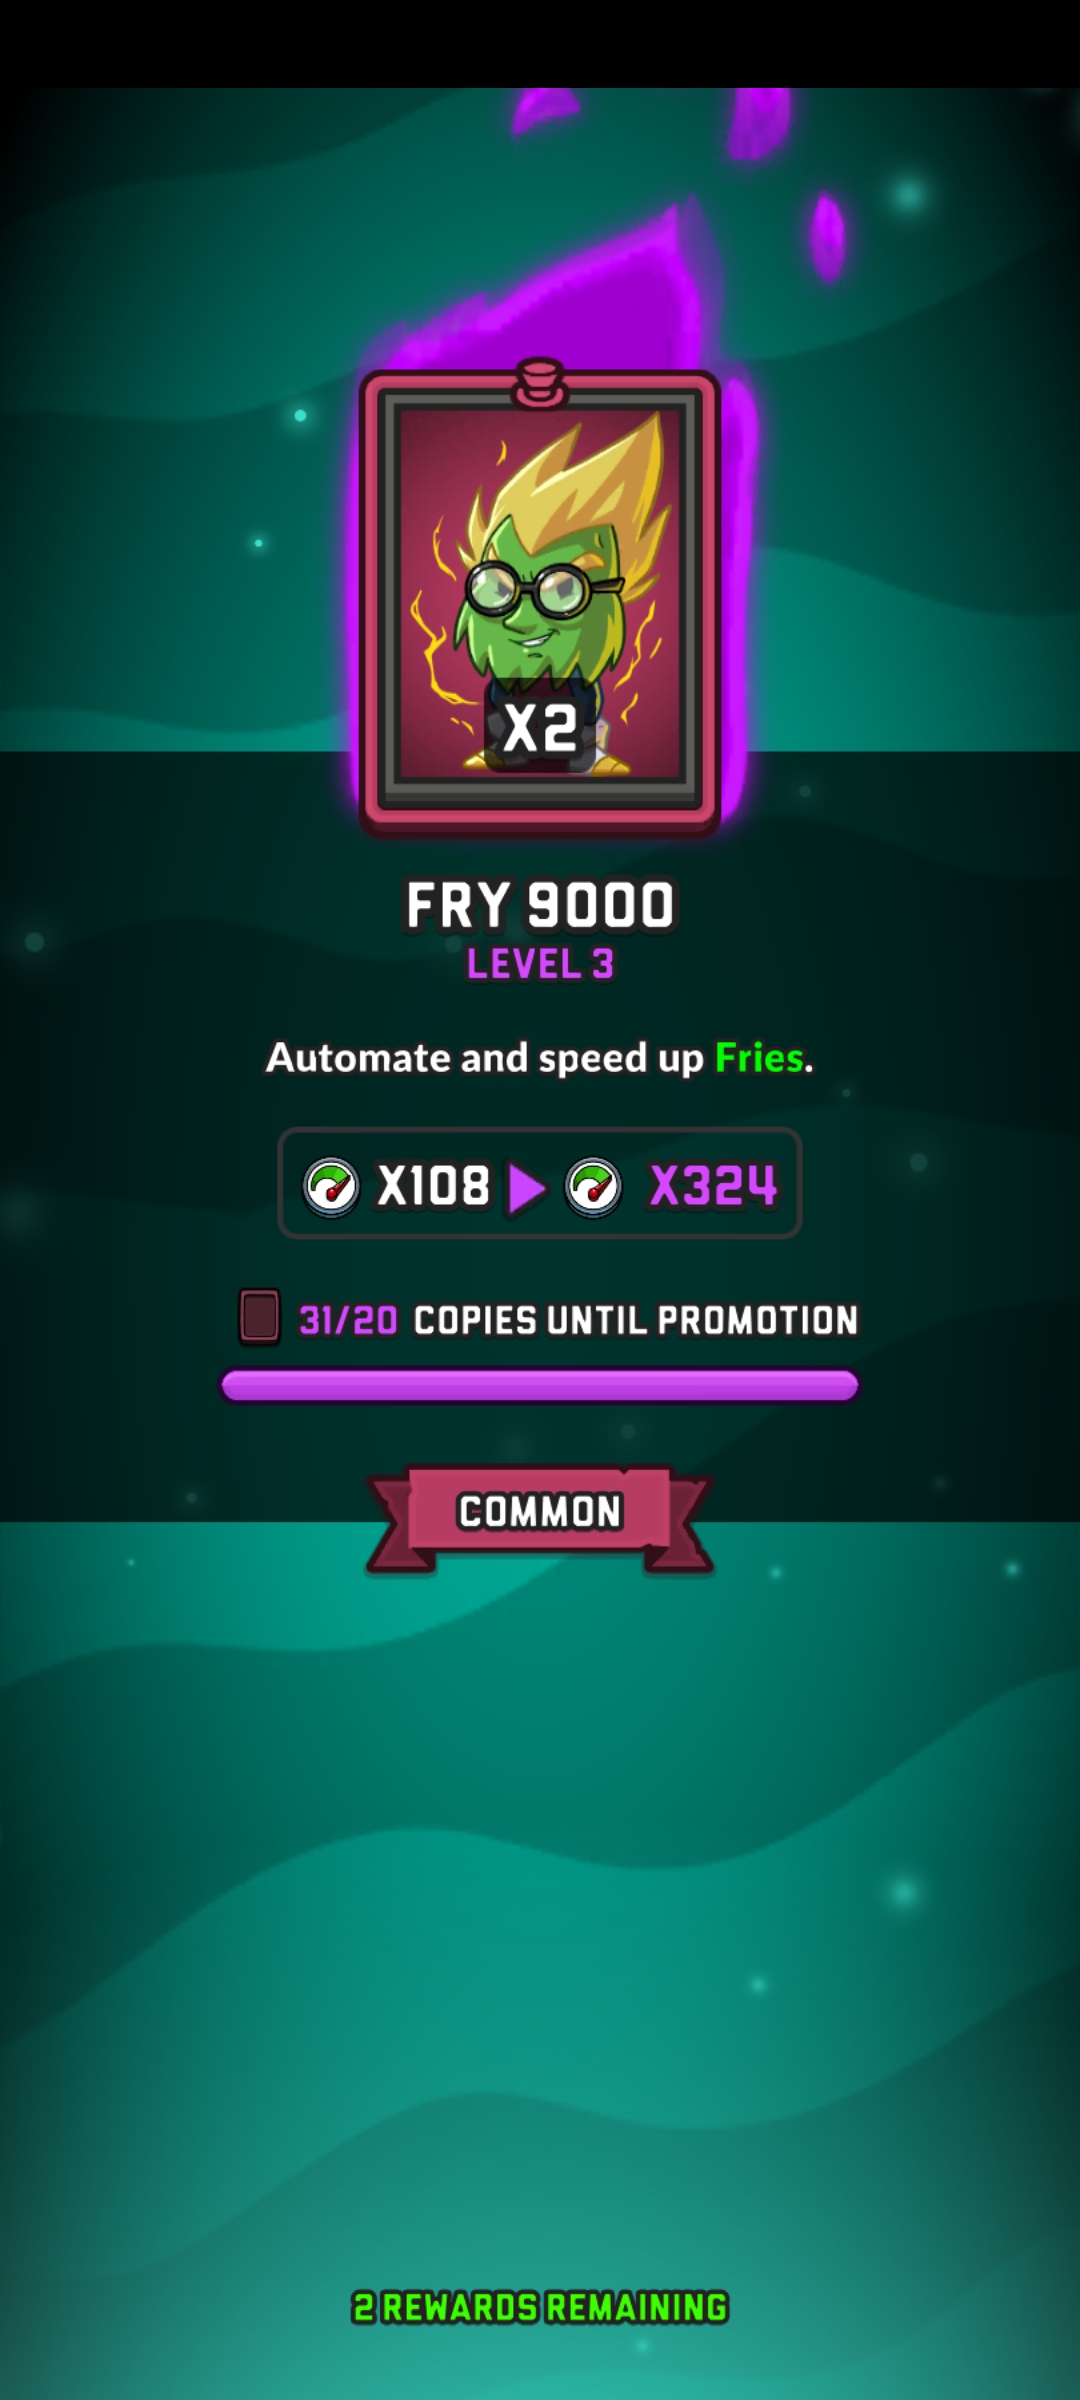 X2
FRY 9000
LEVEL 3
Automate and speed up Fries.
X108 X324
31/20 COPIES UNTIL PROMOTION
COMMON
2 REWARDS REMAINING